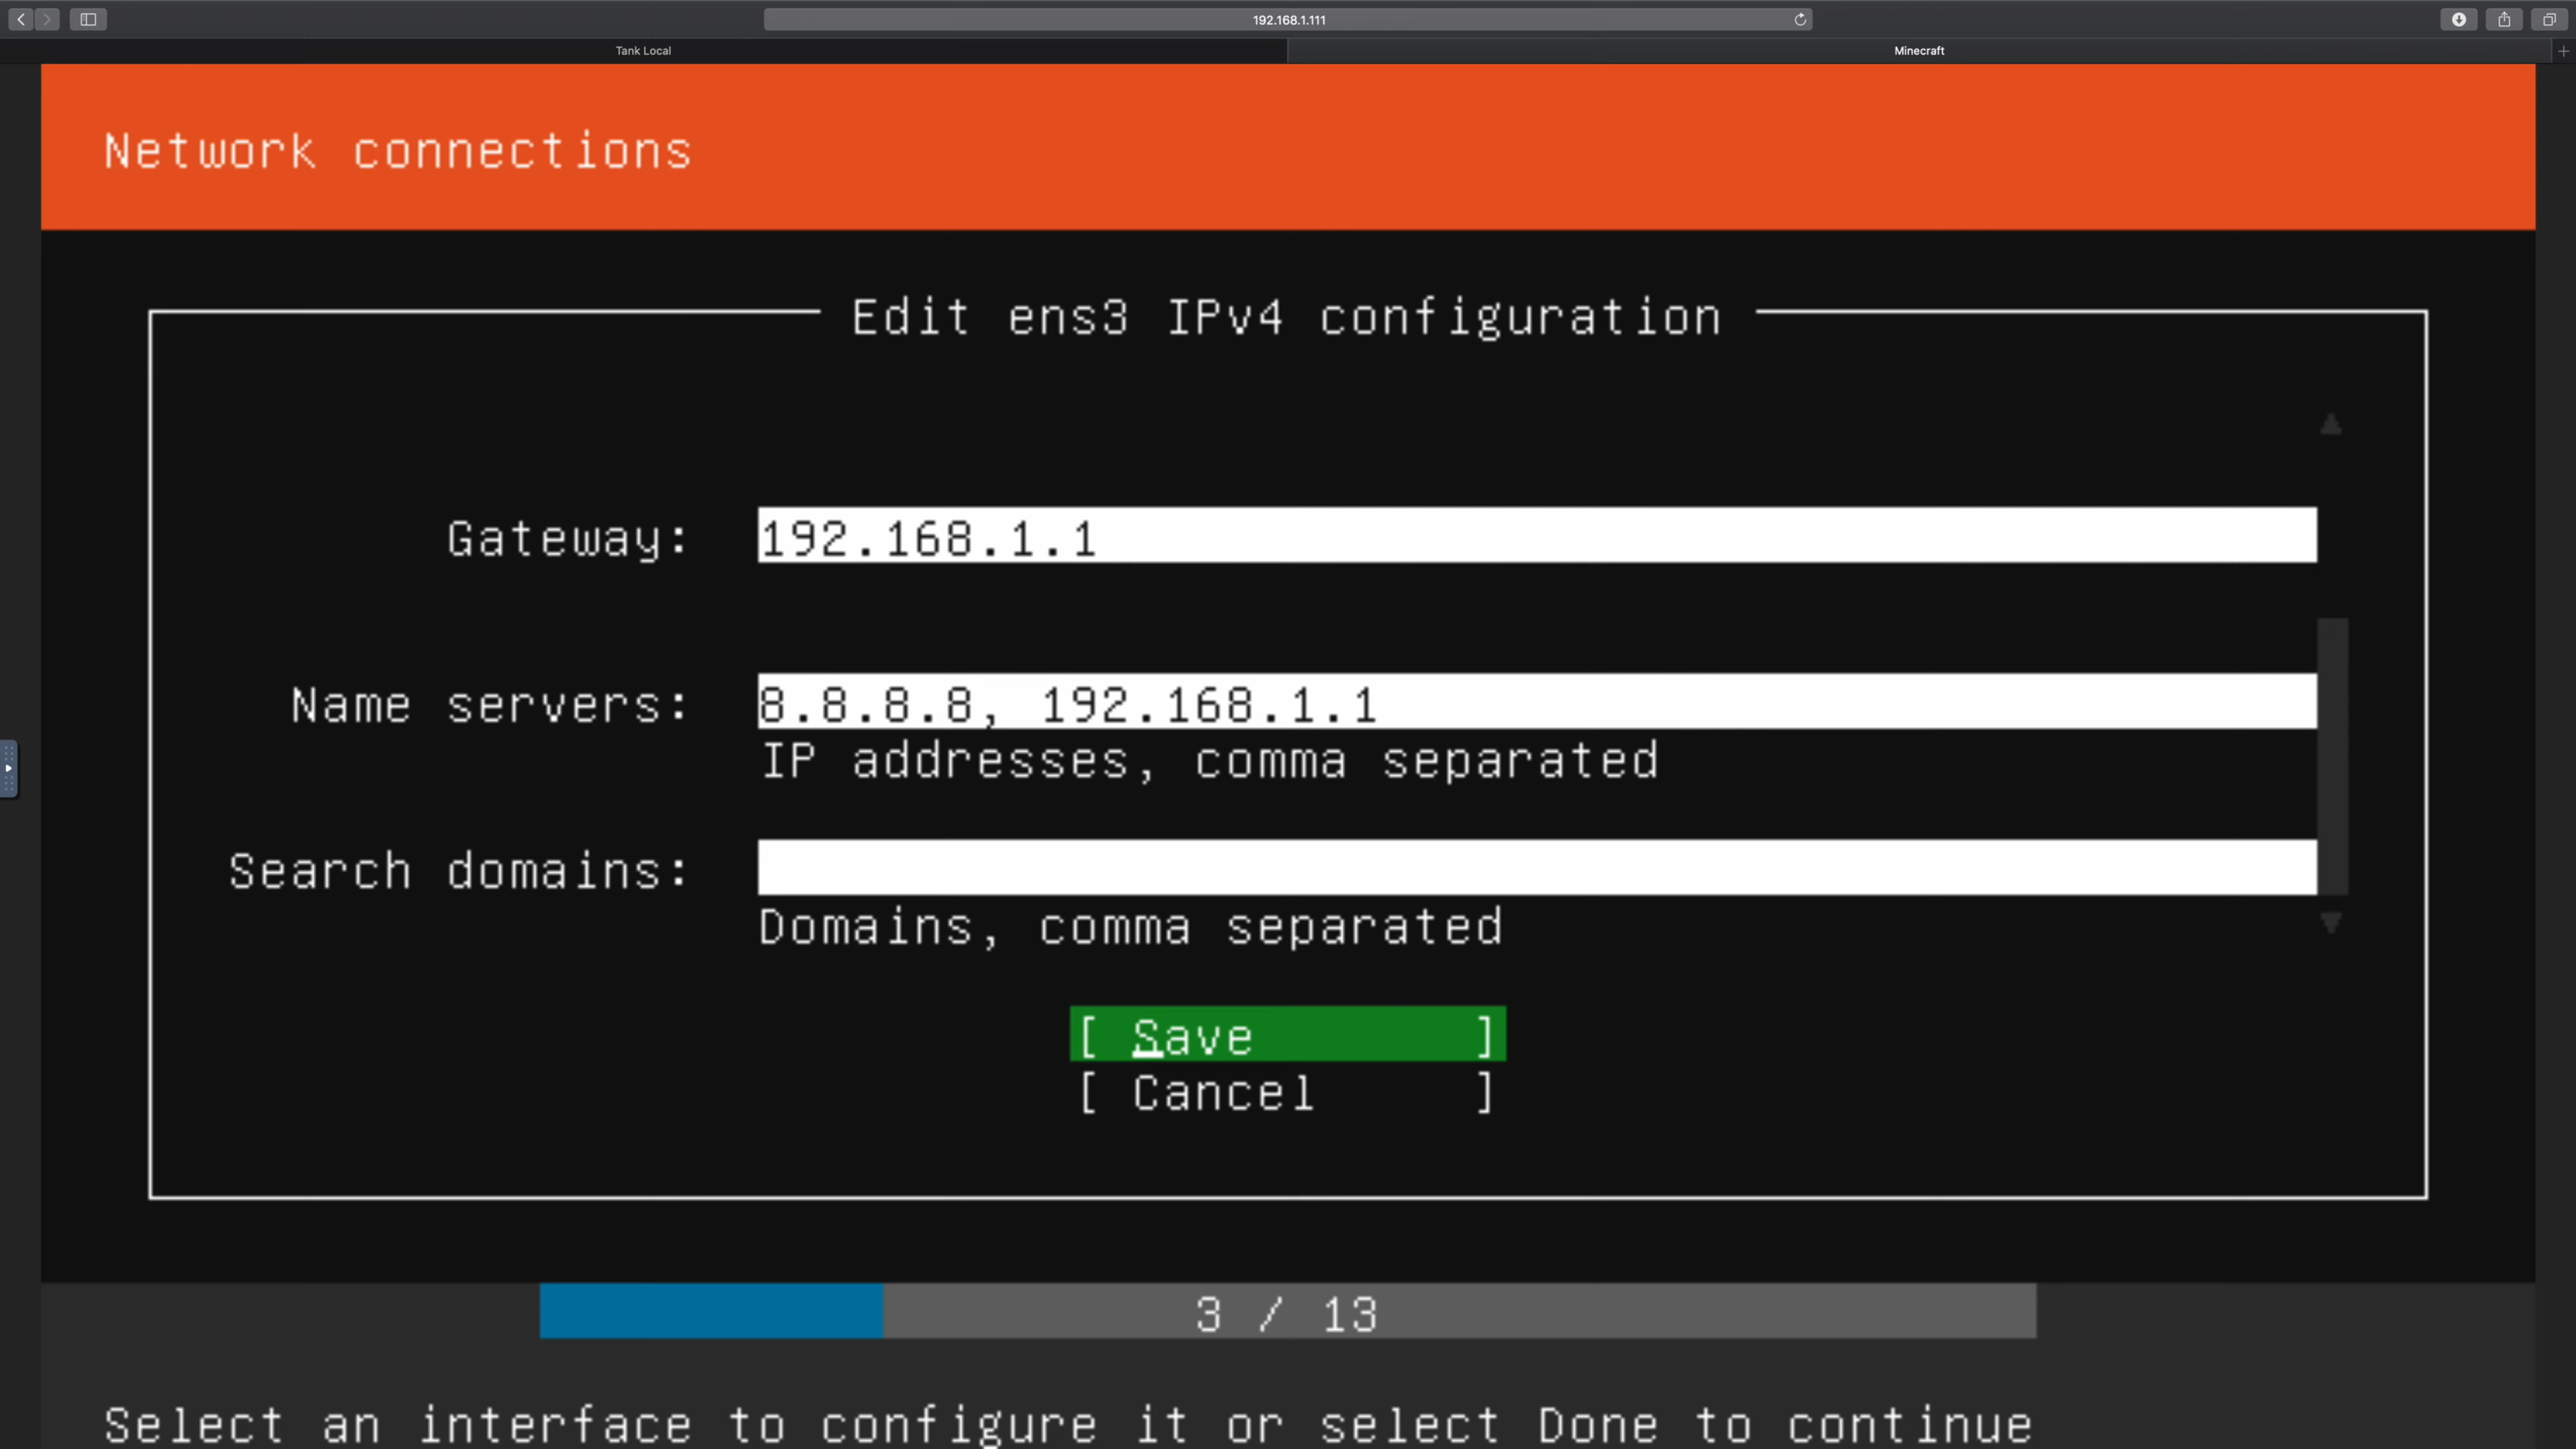 192.168.1.111
Tank Local
Minecraft
Network connections
Edit ens3 IPv4 configuration
Gateway: 192.168.1.1
Name servers: 8.8.8.8, 192.168.1.1
IP addresses, comma separated
Search domains:
Domains, comma separated
[ Save ]
[ Cancel ]
3 / 13
Select an interface to configure it or select Done to continue